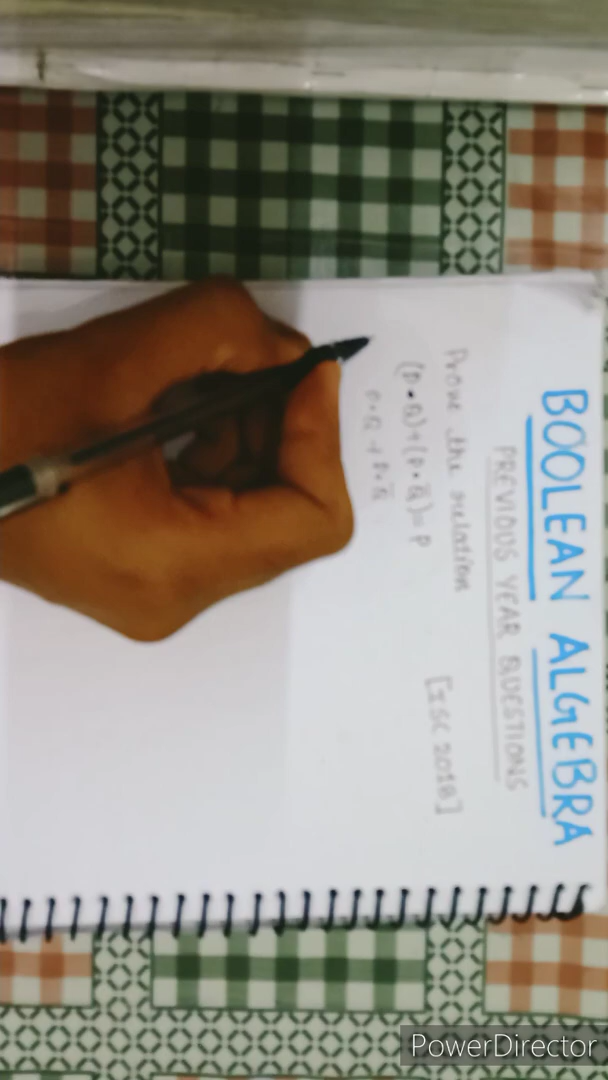 BOOLEAN ALGEBRA
PREVIOUS YEAR QUESTIONS
Prove the relation [ISC 2018]
(P•Q)+(P•Q̅)=P
P•Q + P•Q̅
PowerDirector